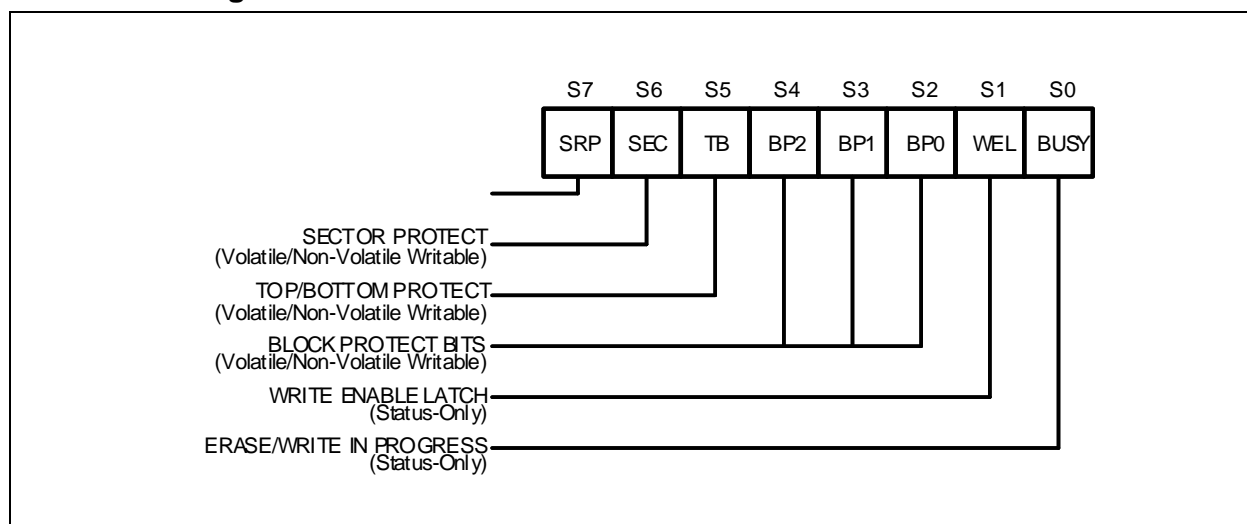 S7 S6 S5 S4 S3 S2 S1 S0
SRP SEC TB BP2 BP1 BP0 WEL BUSY
SECTOR PROTECT
(Volatile/Non-Volatile Writable)
TOP/BOTTOM PROTECT
(Volatile/Non-Volatile Writable)
BLOCK PROTECT BITS
(Volatile/Non-Volatile Writable)
WRITE ENABLE LATCH
(Status-Only)
ERASE/WRITE IN PROGRESS
(Status-Only)